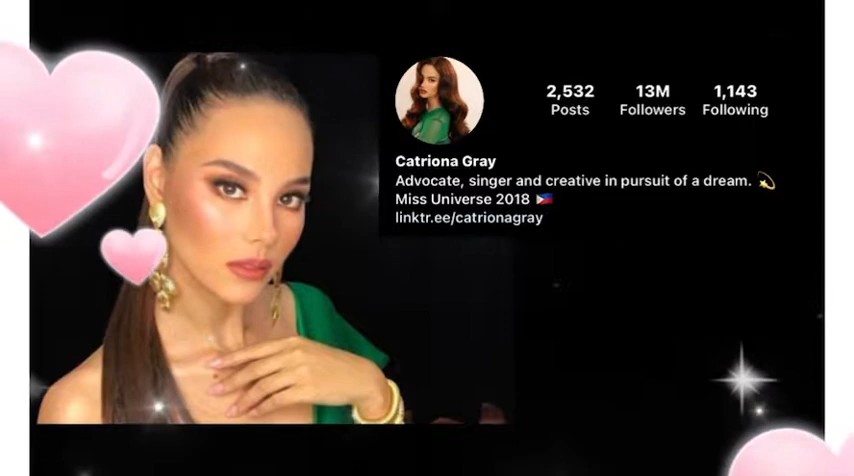 2,532 13M 1,143
Posts Followers Following
Catriona Gray
Advocate, singer and creative in pursuit of a dream. 💫
Miss Universe 2018 🇵🇭
linktr.ee/catrionagray